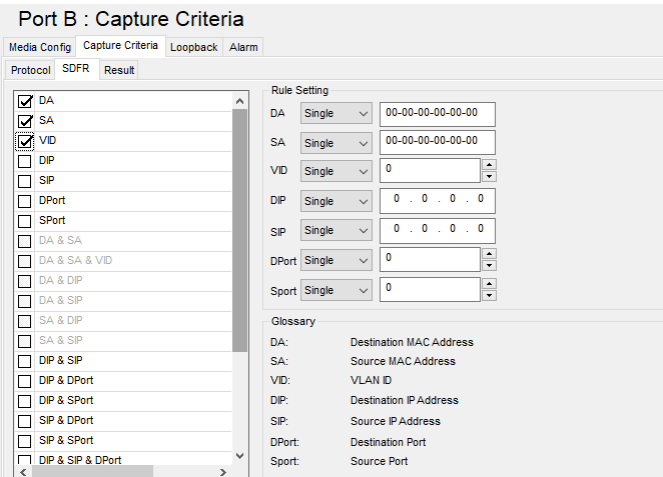 Port B : Capture Criteria
Media Config Capture Criteria Loopback Alarm
Protocol SDFR Result
DA
SA
VID
DIP
SIP
DPort
SPort
DA & SA
DA & SA & VID
DA & DIP
DA & SIP
SA & DIP
SA & SIP
DIP & SIP
DIP & DPort
DIP & SPort
SIP & DPort
SIP & SPort
DIP & SIP & DPort
Rule Setting
DA Single 00-00-00-00-00-00
SA Single 00-00-00-00-00-00
VID Single 0
DIP Single 0 . 0 . 0 . 0
SIP Single 0 . 0 . 0 . 0
DPort Single 0
Sport Single 0
Glossary
DA: Destination MAC Address
SA: Source MAC Address
VID: VLAN ID
DIP: Destination IP Address
SIP: Source IP Address
DPort: Destination Port
Sport: Source Port